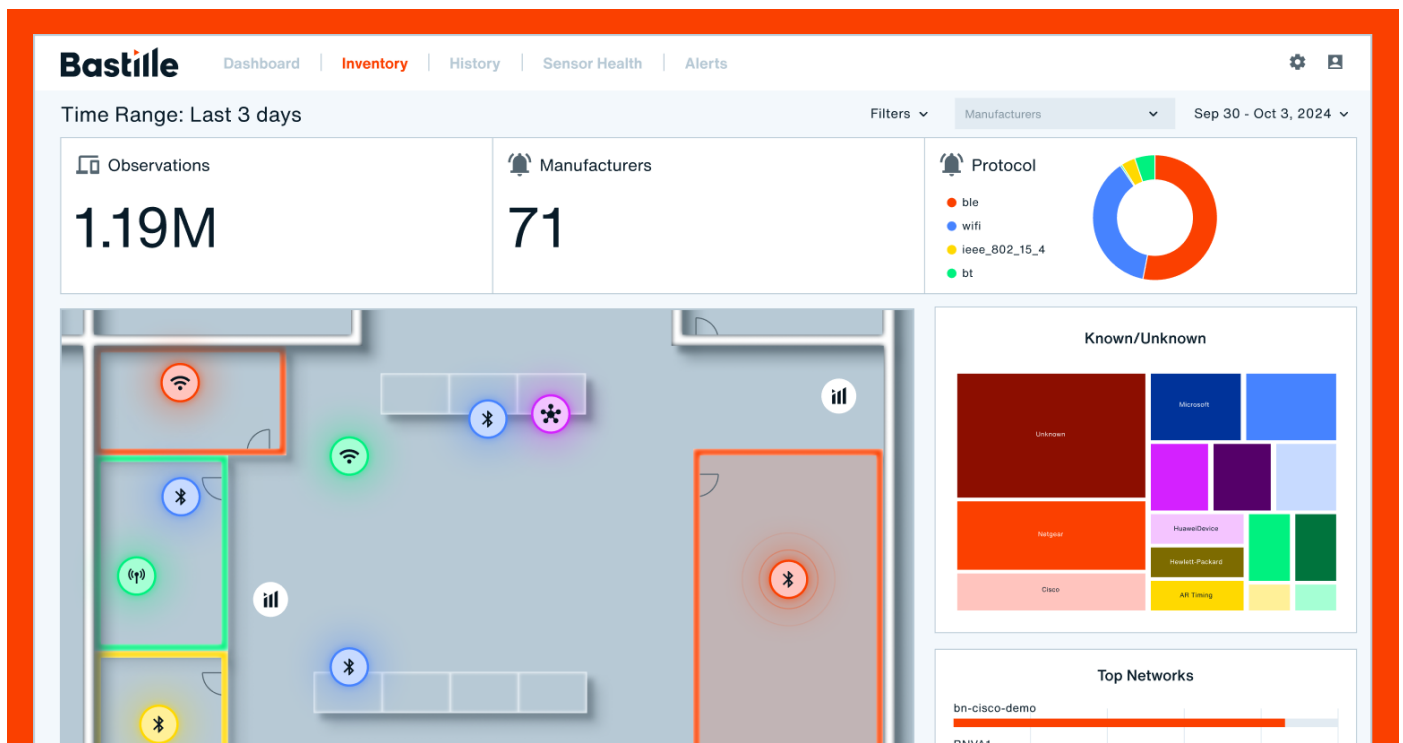 Bastille
Dashboard
Inventory
History
Sensor Health
Alerts
Time Range: Last 3 days
Filters
Manufacturers
Sep 30 - Oct 3, 2024
Observations
1.19M
Manufacturers
71
Protocol
ble
wifi
ieee_802_15_4
bt
Known/Unknown
Unknown
Netgear
Cisco
Microsoft
HuaweiDevice
Hewlett-Packard
AR Timing
Top Networks
bn-cisco-demo